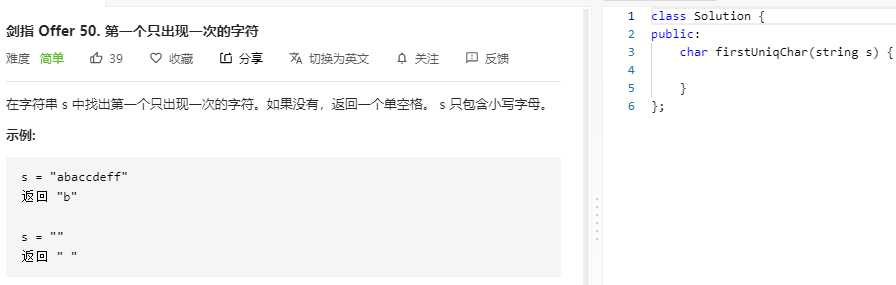 剑指 Offer 50. 第一个只出现一次的字符
难度 简单 39 收藏 分享 切换为英文 关注 反馈
在字符串 s 中找出第一个只出现一次的字符。如果没有，返回一个单空格。 s 只包含小写字母。
示例:
s = "abaccdeff"
返回 "b"
s = ""
返回 " "
1 class Solution {
2 public:
3 char firstUniqChar(string s) {
4
5 }
6 };